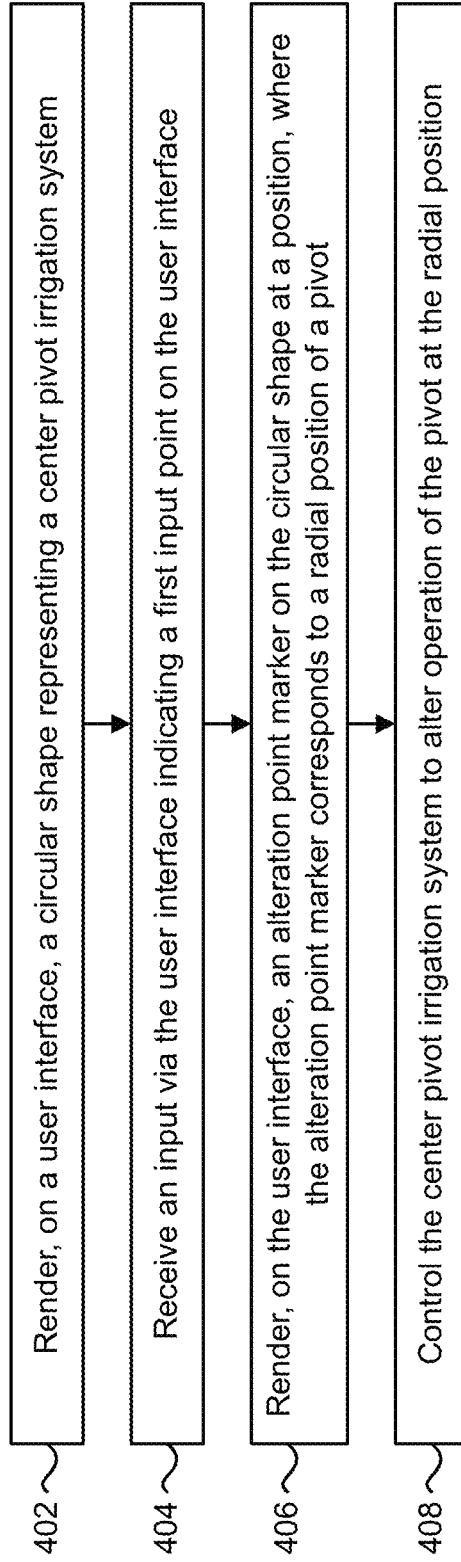 402
Render, on a user interface, a circular shape representing a center pivot irrigation system
404
Receive an input via the user interface indicating a first input point on the user interface
406
Render, on the user interface, an alteration point marker on the circular shape at a position, where
the alteration point marker corresponds to a radial position of a pivot
408
Control the center pivot irrigation system to alter operation of the pivot at the radial position